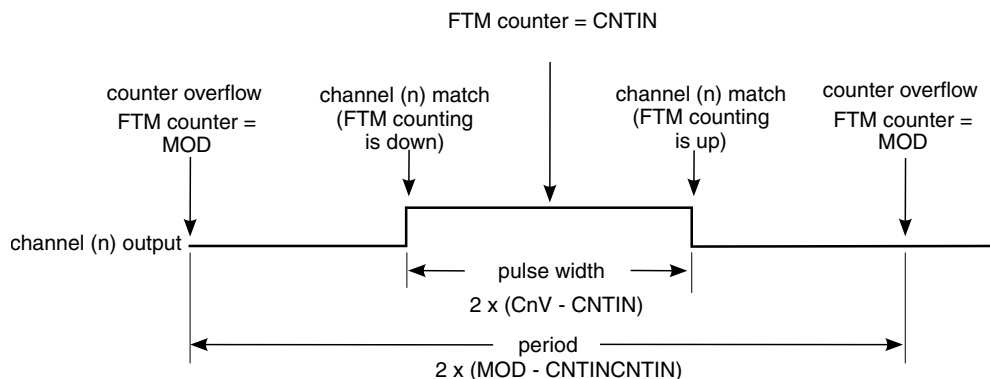 FTM counter = CNTIN
counter overflow
FTM counter =
MOD
channel (n) match
(FTM counting
is down)
channel (n) match
(FTM counting
is up)
counter overflow
FTM counter =
MOD
channel (n) output
pulse width
2 x (CnV - CNTIN)
period
2 x (MOD - CNTINCNTIN)